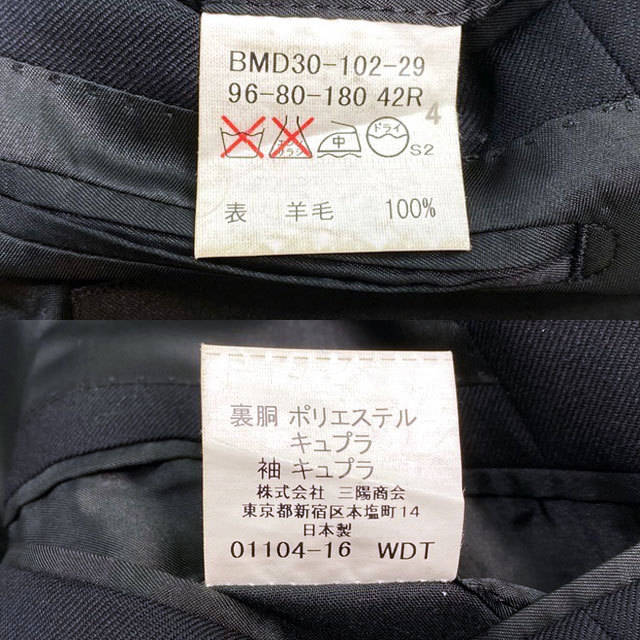 BMD30-102-29
96-80-180 42R
4
中 ドライ
S2
表 羊毛 100%
裏胴 ポリエステル
キュプラ
袖 キュプラ
株式会社 三陽商会
東京都新宿区本塩町14
日本製
01104-16 WDT